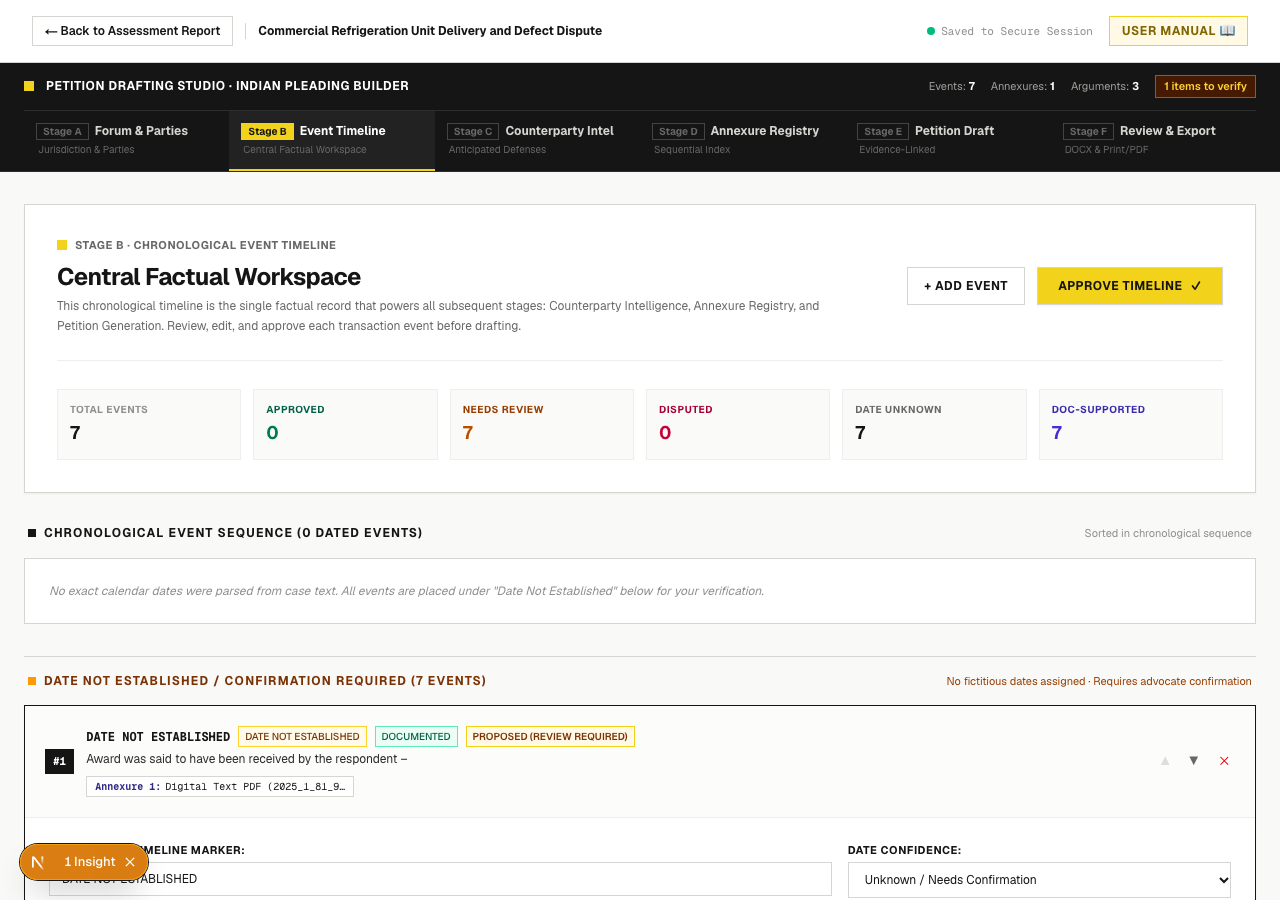 ← Back to Assessment Report
Commercial Refrigeration Unit Delivery and Defect Dispute
Saved to Secure Session
USER MANUAL 📖
PETITION DRAFTING STUDIO · INDIAN PLEADING BUILDER
Events: 7 Annexures: 1 Arguments: 3 1 items to verify
Stage A Forum & Parties
Jurisdiction & Parties
Stage B Event Timeline
Central Factual Workspace
Stage C Counterparty Intel
Anticipated Defenses
Stage D Annexure Registry
Sequential Index
Stage E Petition Draft
Evidence-Linked
Stage F Review & Export
DOCX & Print/PDF
STAGE B · CHRONOLOGICAL EVENT TIMELINE
Central Factual Workspace
This chronological timeline is the single factual record that powers all subsequent stages: Counterparty Intelligence, Annexure Registry, and
Petition Generation. Review, edit, and approve each transaction event before drafting.
+ ADD EVENT
APPROVE TIMELINE ✓
TOTAL EVENTS
7
APPROVED
0
NEEDS REVIEW
7
DISPUTED
0
DATE UNKNOWN
7
DOC-SUPPORTED
7
CHRONOLOGICAL EVENT SEQUENCE (0 DATED EVENTS)
Sorted in chronological sequence
No exact calendar dates were parsed from case text. All events are placed under "Date Not Established" below for your verification.
DATE NOT ESTABLISHED / CONFIRMATION REQUIRED (7 EVENTS)
No fictitious dates assigned · Requires advocate confirmation
#1
DATE NOT ESTABLISHED DATE NOT ESTABLISHED DOCUMENTED PROPOSED (REVIEW REQUIRED)
Award was said to have been received by the respondent –
Annexure 1: Digital Text PDF (2025_1_81_9…
▲ ▼ ✕
MELINE MARKER:
DATE CONFIDENCE:
Unknown / Needs Confirmation
N 1 Insight ✕